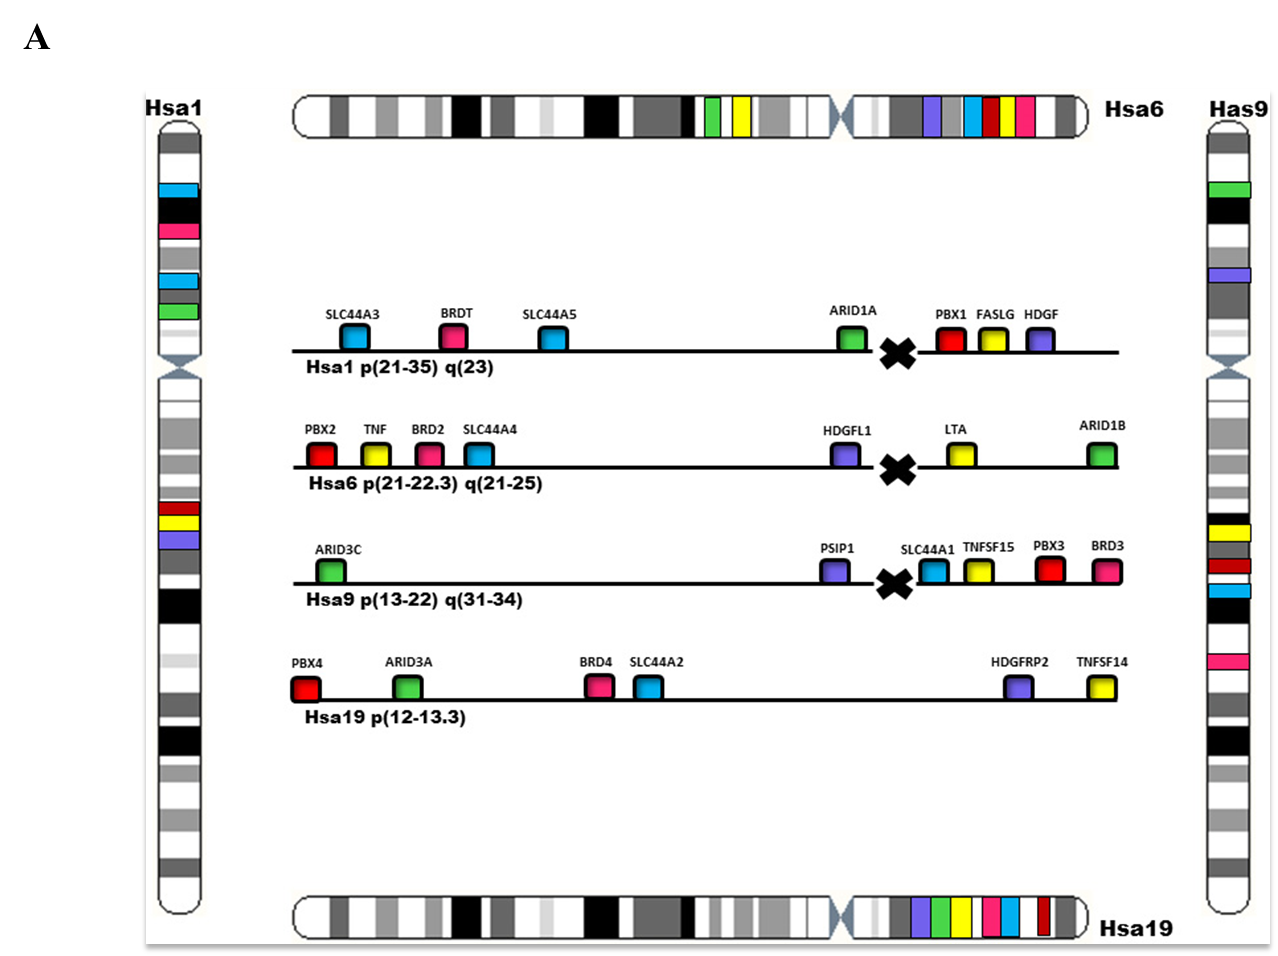 A
Hsa1
Hsa6
Has9
SLC44A3 BRDT SLC44A5 ARID1A PBX1 FASLG HDGF
Hsa1 p(21-35) q(23)
PBX2 TNF BRD2 SLC44A4 HDGFL1 LTA ARID1B
Hsa6 p(21-22.3) q(21-25)
ARID3C PSIP1 SLC44A1 TNFSF15 PBX3 BRD3
Hsa9 p(13-22) q(31-34)
PBX4 ARID3A BRD4 SLC44A2 HDGFRP2 TNFSF14
Hsa19 p(12-13.3)
Hsa19